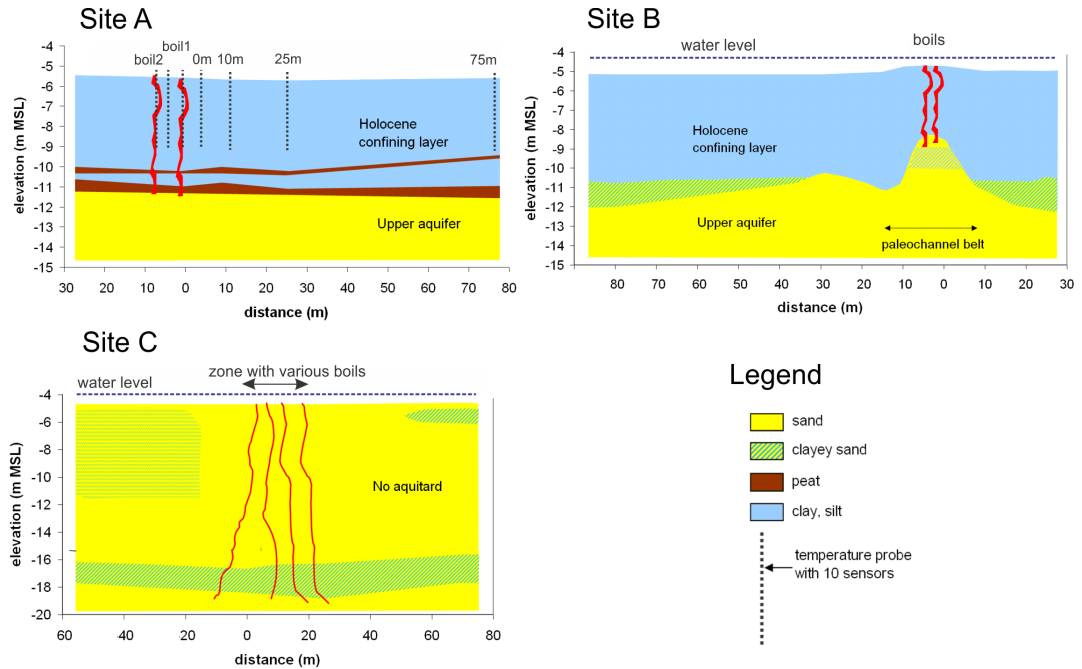 Site A
boil1
boil2
0m
10m
25m
75m
-4
-5
-6
-7
-8
-9
-10
-11
-12
-13
-14
-15
elevation (m MSL)
Holocene
confining layer
Upper aquifer
30 20 10 0 10 20 30 40 50 60 70 80
distance (m)
Site B
water level
boils
-4
-5
-6
-7
-8
-9
-10
-11
-12
-13
-14
-15
elevation (m MSL)
Holocene
confining layer
Upper aquifer
paleochannel belt
90 80 70 60 50 40 30 20 10 0 10 20 30
distance (m)
Site C
water level
zone with various boils
-4
-6
-8
-10
-12
-14
-16
-18
-20
elevation (m MSL)
No aquitard
60 40 20 0 20 40 60 80
distance (m)
Legend
sand
clayey sand
peat
clay, silt
temperature probe
with 10 sensors